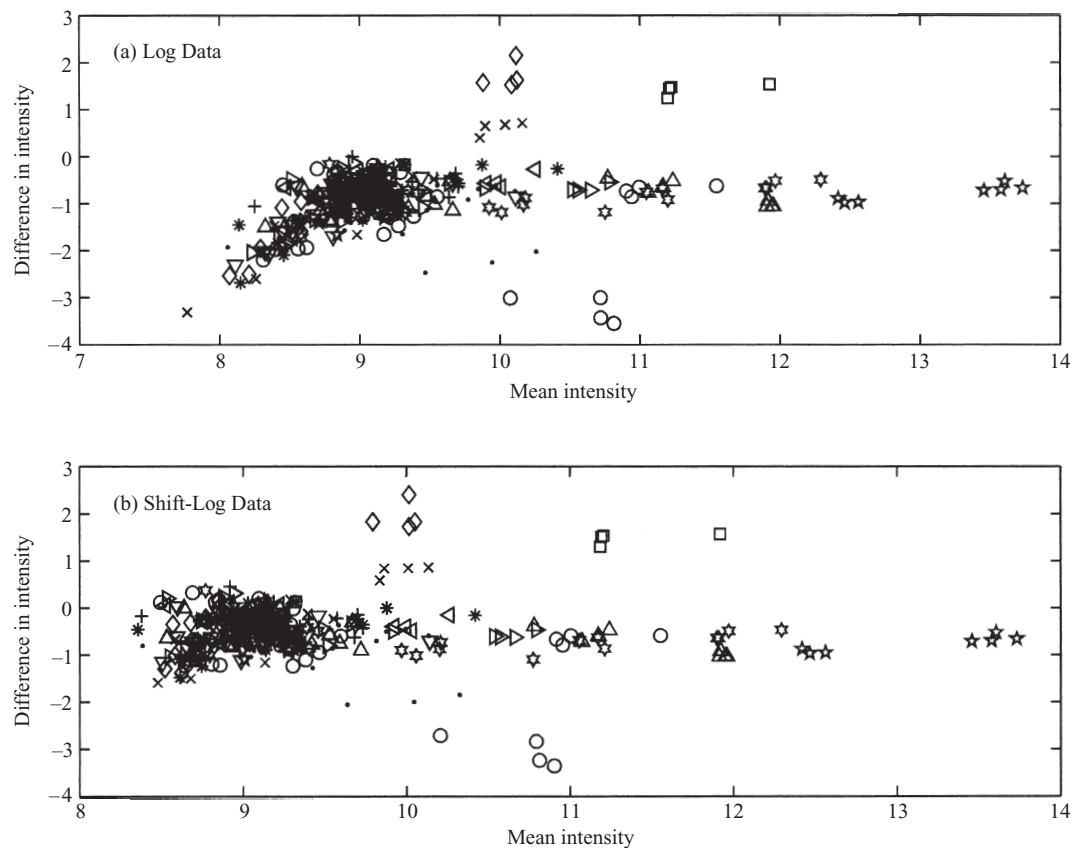 3
(a) Log Data
2
1
0
−1
−2
−3
−4
Difference in intensity
7 8 9 10 11 12 13 14
Mean intensity
3
(b) Shift-Log Data
2
1
0
−1
−2
−3
−4
Difference in intensity
8 9 10 11 12 13 14
Mean intensity